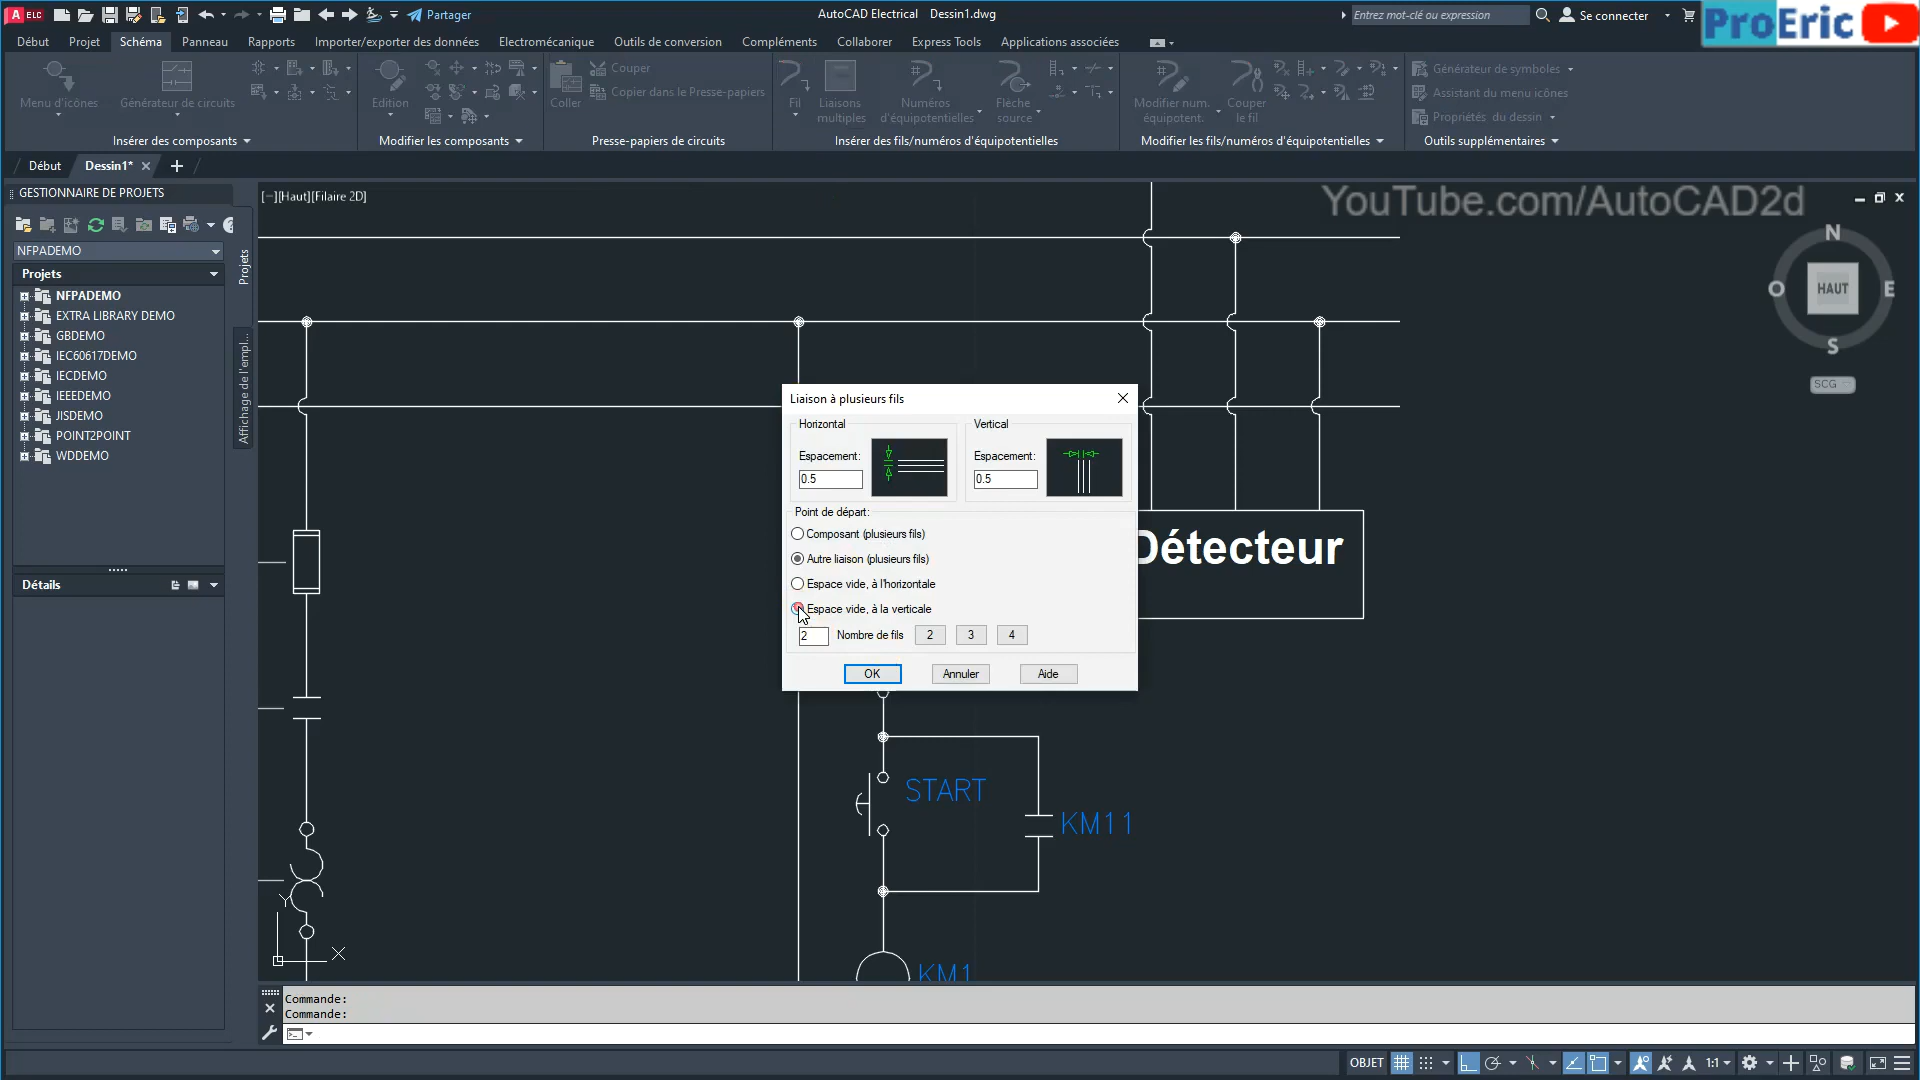 A ELC
Partager
AutoCAD Electrical Dessin1.dwg
Entrez mot-clé ou expression
Se connecter
ProEric
Début Projet Schéma Panneau Rapports Importer/exporter des données Electromécanique Outils de conversion Compléments Collaborer Express Tools Applications associées
Menu d'icônes
Générateur de circuits
Edition
Coller
Couper
Copier dans le Presse-papiers
Fil
Liaisons multiples
Numéros d'équipotentielles
Flèche source
Modifier num. équipotent.
Couper le fil
Générateur de symboles
Assistant du menu icônes
Propriétés du dessin
Insérer des composants
Modifier les composants
Presse-papiers de circuits
Insérer des fils/numéros d'équipotentielles
Modifier les fils/numéros d'équipotentielles
Outils supplémentaires
Début
Dessin1*
GESTIONNAIRE DE PROJETS
NFPADEMO
Projets
NFPADEMO
EXTRA LIBRARY DEMO
GBDEMO
IEC60617DEMO
IECDEMO
IEEEDEMO
JISDEMO
POINT2POINT
WDDEMO
Détails
Projets
Affichage de l'empl...
[−][Haut][Filaire 2D]
YouTube.com/AutoCAD2d
N
O
HAUT
E
S
SCG
Liaison à plusieurs fils
Horizontal
Vertical
Espacement:
Espacement:
0.5
0.5
Point de départ:
Composant (plusieurs fils)
Autre liaison (plusieurs fils)
Espace vide, à l'horizontale
Espace vide, à la verticale
2
Nombre de fils
2
3
4
OK
Annuler
Aide
Détecteur
START
KM11
KM1
Y
X
Commande:
Commande:
OBJET
1:1